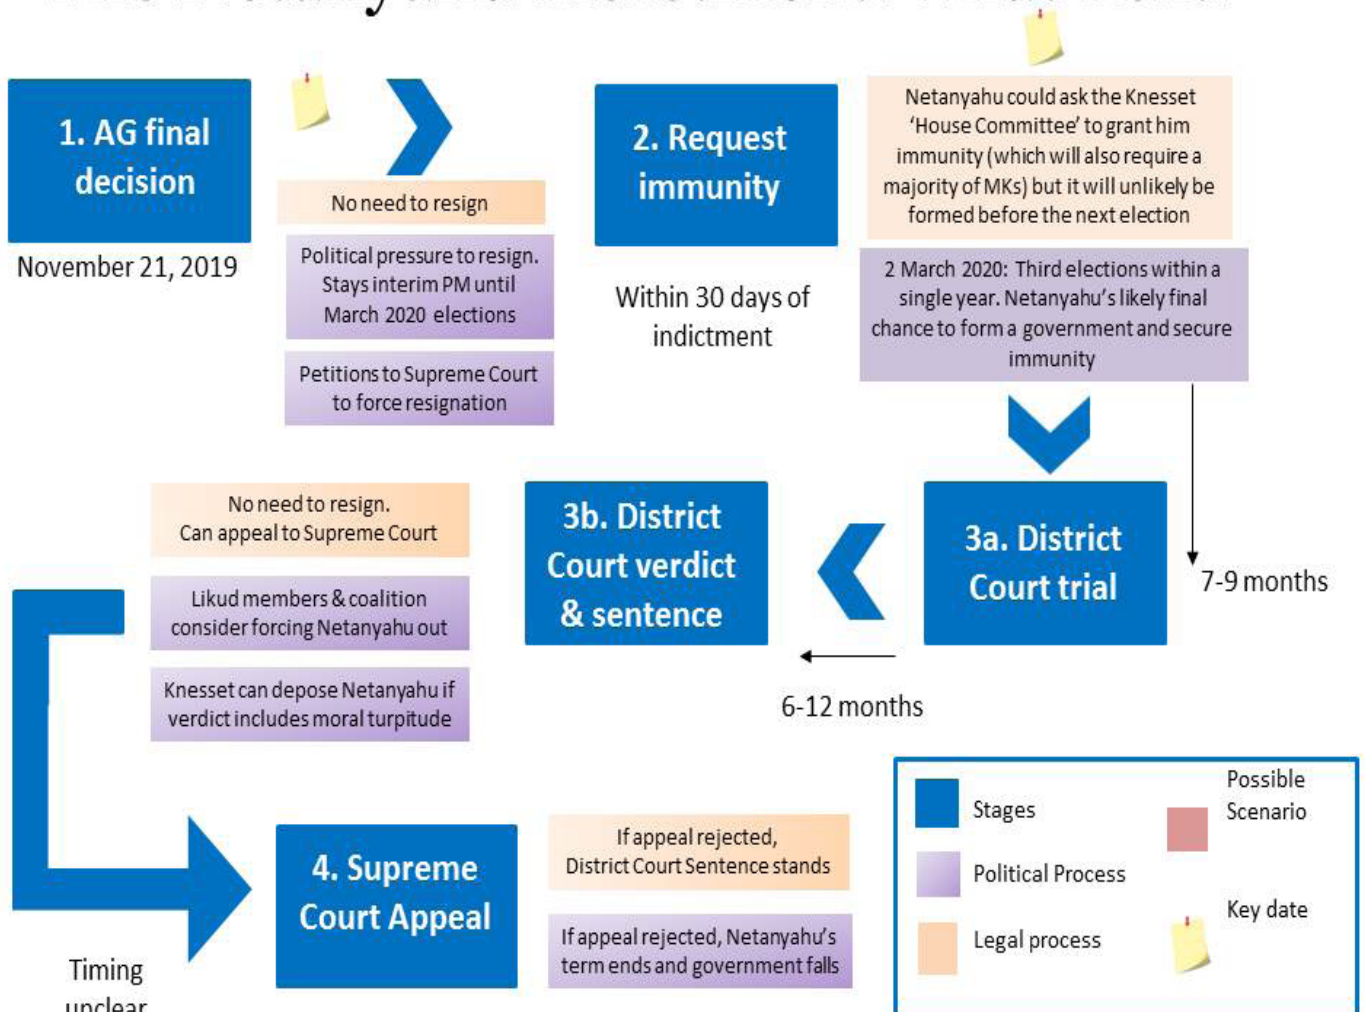 1. AG final
decision
November 21, 2019
No need to resign
Political pressure to resign.
Stays interim PM until
March 2020 elections
Petitions to Supreme Court
to force resignation
2. Request
immunity
Within 30 days of
indictment
Netanyahu could ask the Knesset
‘House Committee’ to grant him
immunity (which will also require a
majority of MKs) but it will unlikely be
formed before the next election
2 March 2020: Third elections within a
single year. Netanyahu’s likely final
chance to form a government and secure
immunity
7-9 months
3a. District
Court trial
6-12 months
3b. District
Court verdict
& sentence
No need to resign.
Can appeal to Supreme Court
Likud members & coalition
consider forcing Netanyahu out
Knesset can depose Netanyahu if
verdict includes moral turpitude
Timing
unclear
4. Supreme
Court Appeal
If appeal rejected,
District Court Sentence stands
If appeal rejected, Netanyahu’s
term ends and government falls
Stages
Political Process
Legal process
Possible
Scenario
Key date